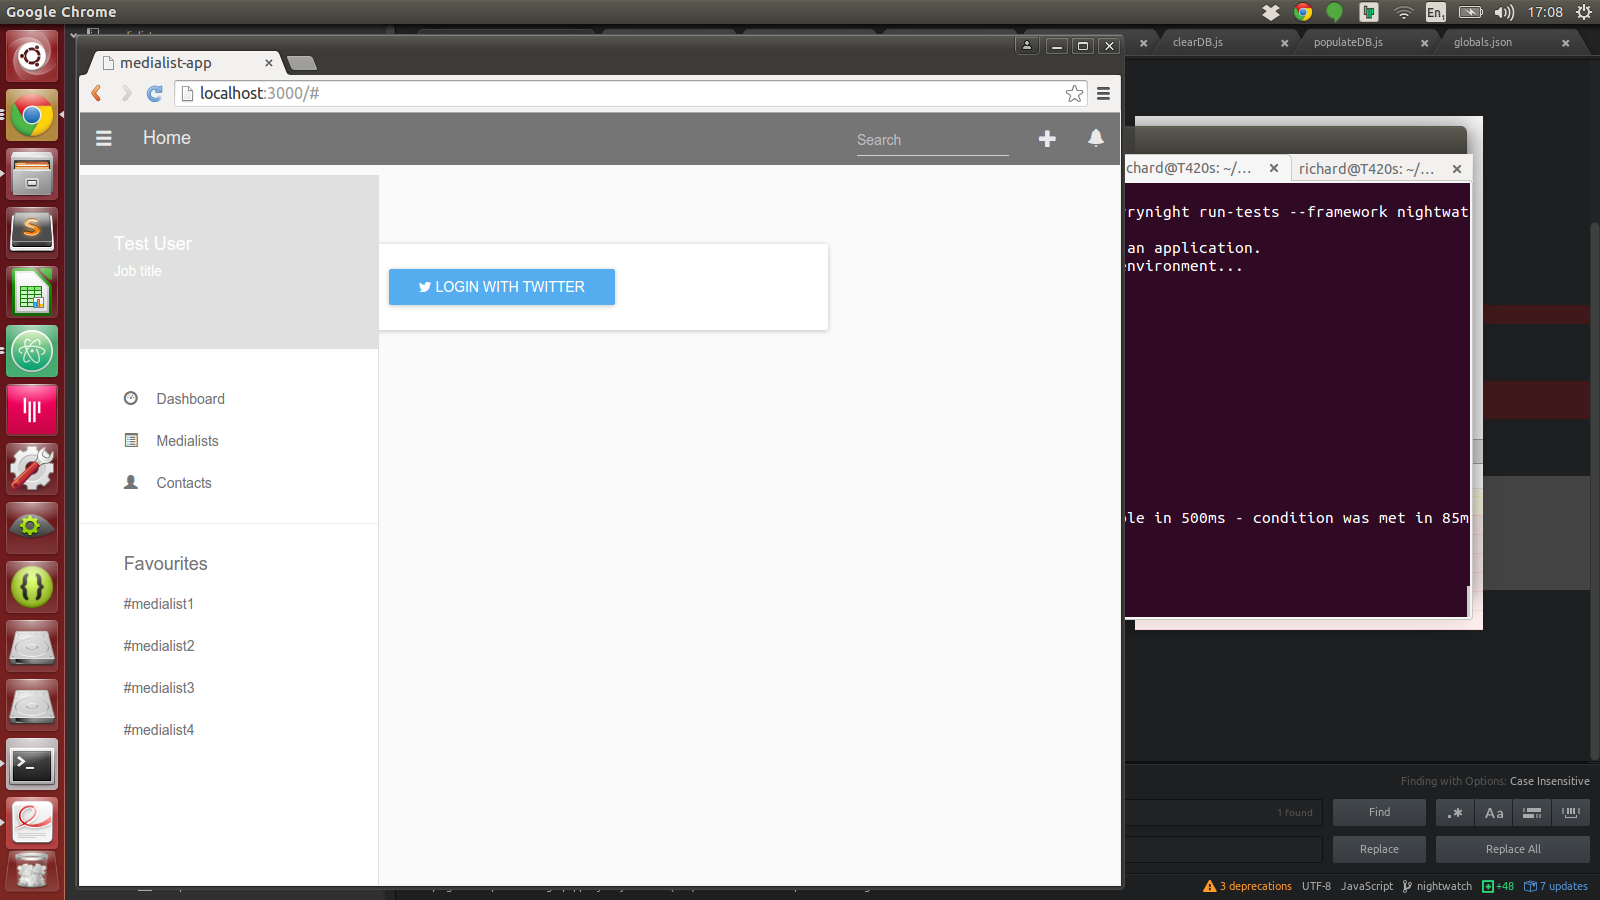 Google Chrome
En1
17:08
medialist-app
clearDB.js
populateDB.js
globals.json
localhost:3000/#
Home
Search
chard@T420s: ~/...
richard@T420s: ~/...
Test User
Job title
rynight run-tests --framework nightwat
an application.
nvironment...
LOGIN WITH TWITTER
Dashboard
Medialists
Contacts
le in 500ms - condition was met in 85m
Favourites
#medialist1
#medialist2
#medialist3
#medialist4
Finding with Options: Case Insensitive
1 found
Find
.*
Aa
Replace
Replace All
3 deprecations
UTF-8
JavaScript
nightwatch
+48
7 updates